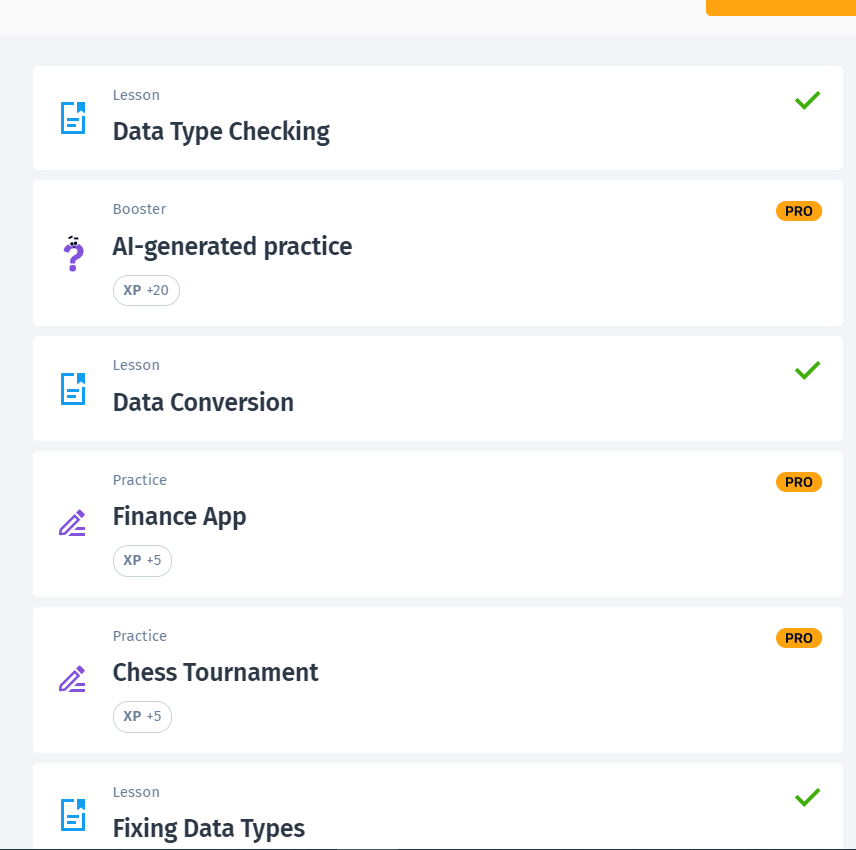 Lesson
Data Type Checking
Booster
PRO
AI-generated practice
XP +20
Lesson
Data Conversion
Practice
PRO
Finance App
XP +5
Practice
PRO
Chess Tournament
XP +5
Lesson
Fixing Data Types